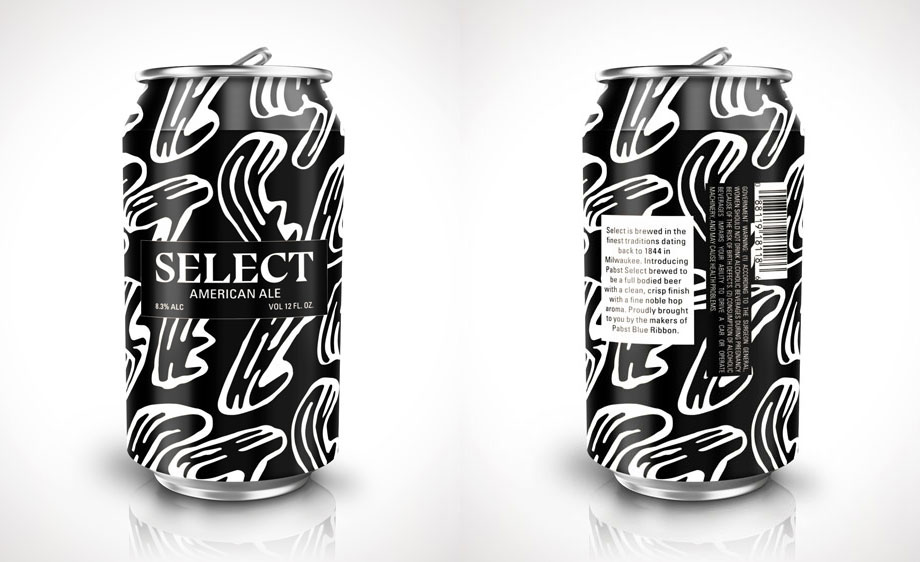 SELECT
AMERICAN ALE
8.3% ALC
VOL 12 FL. OZ.
Select is brewed in the
finest traditions dating
back to 1844 in
Milwaukee. Introducing
Pabst Select brewed to
be a full bodied beer
with a clean, crisp finish
with a fine noble hop
aroma. Proudly brought
to you by the makers of
Pabst Blue Ribbon.
GOVERNMENT WARNING: (1) ACCORDING TO THE SURGEON GENERAL,
WOMEN SHOULD NOT DRINK ALCOHOLIC BEVERAGES DURING PREGNANCY
BECAUSE OF THE RISK OF BIRTH DEFECTS. (2) CONSUMPTION OF ALCOHOLIC
BEVERAGES IMPAIRS YOUR ABILITY TO DRIVE A CAR OR OPERATE
MACHINERY AND MAY CAUSE HEALTH PROBLEMS.